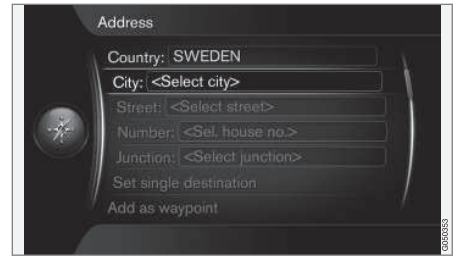 Address
Country: SWEDEN
City: <Select city>
Street: <Select street>
Number: <Sel. house no.>
Junction: <Select junction>
Set single destination
Add as waypoint
G050353